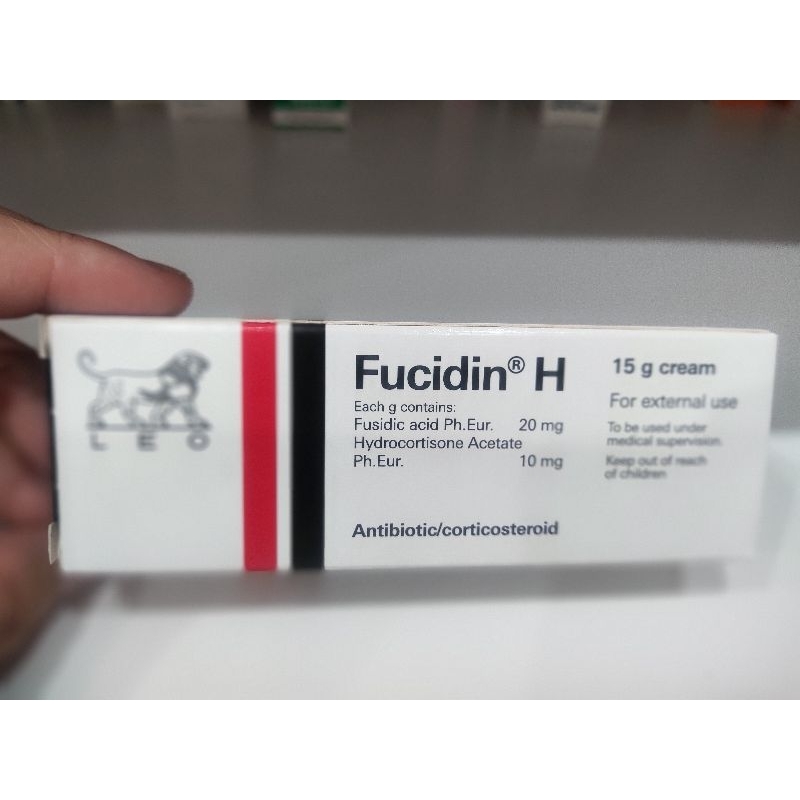 LEO
Fucidin® H
Each g contains:
Fusidic acid Ph.Eur. 20 mg
Hydrocortisone Acetate
Ph.Eur. 10 mg
Antibiotic/corticosteroid
15 g cream
For external use
To be used under
medical supervision.
Keep out of reach
of children